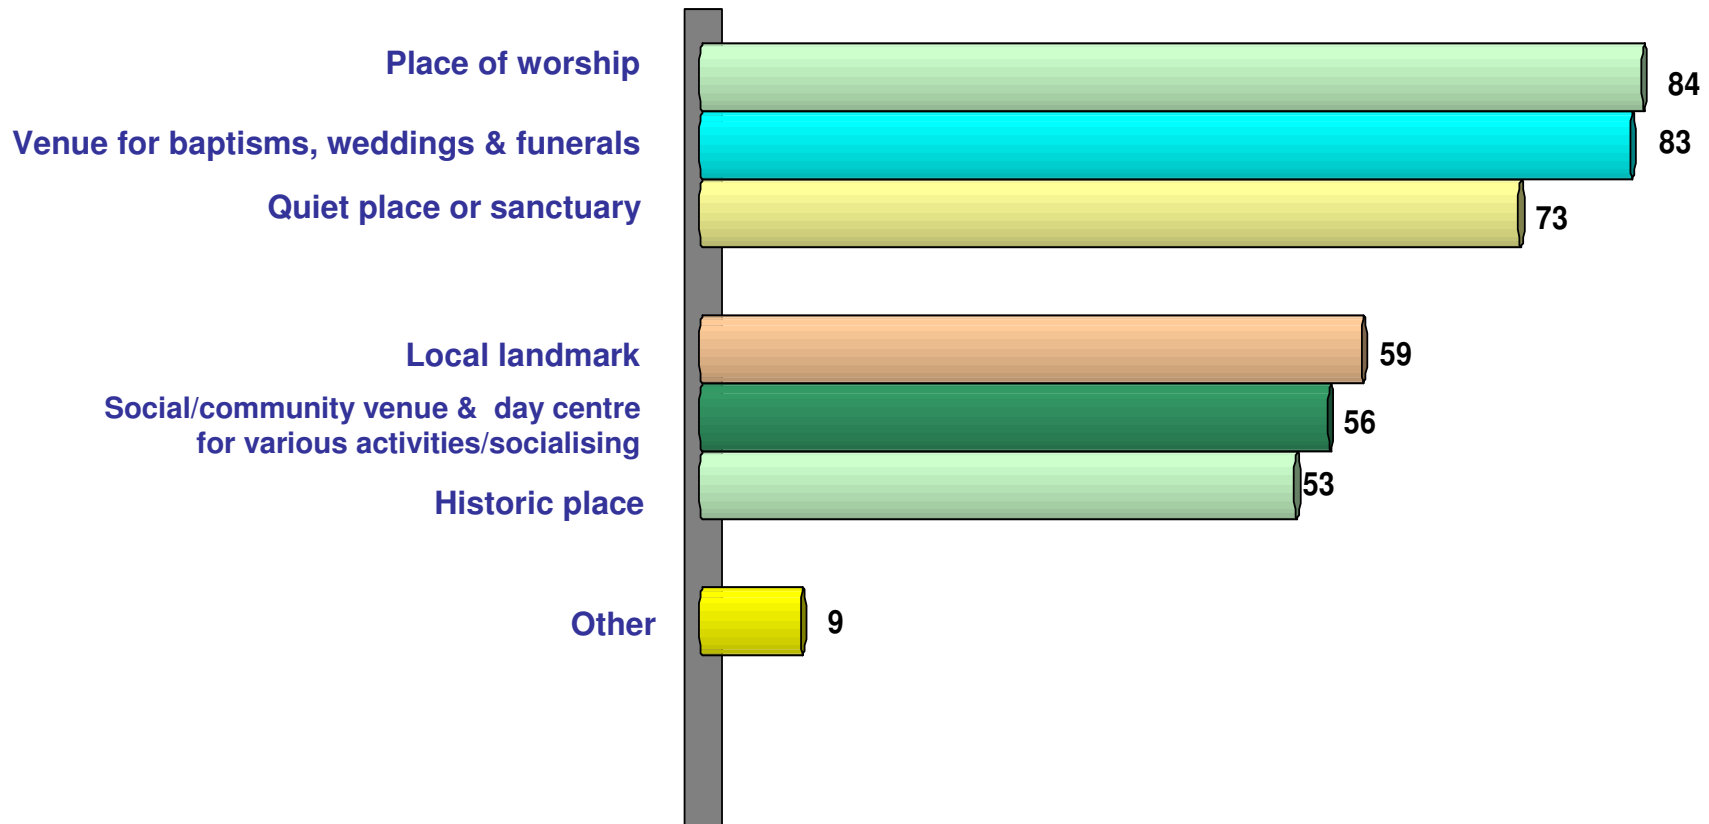 Place of worship
84
Venue for baptisms, weddings & funerals
83
Quiet place or sanctuary
73
Local landmark
59
Social/community venue &  day centre
for various activities/socialising
56
Historic place
53
Other
9